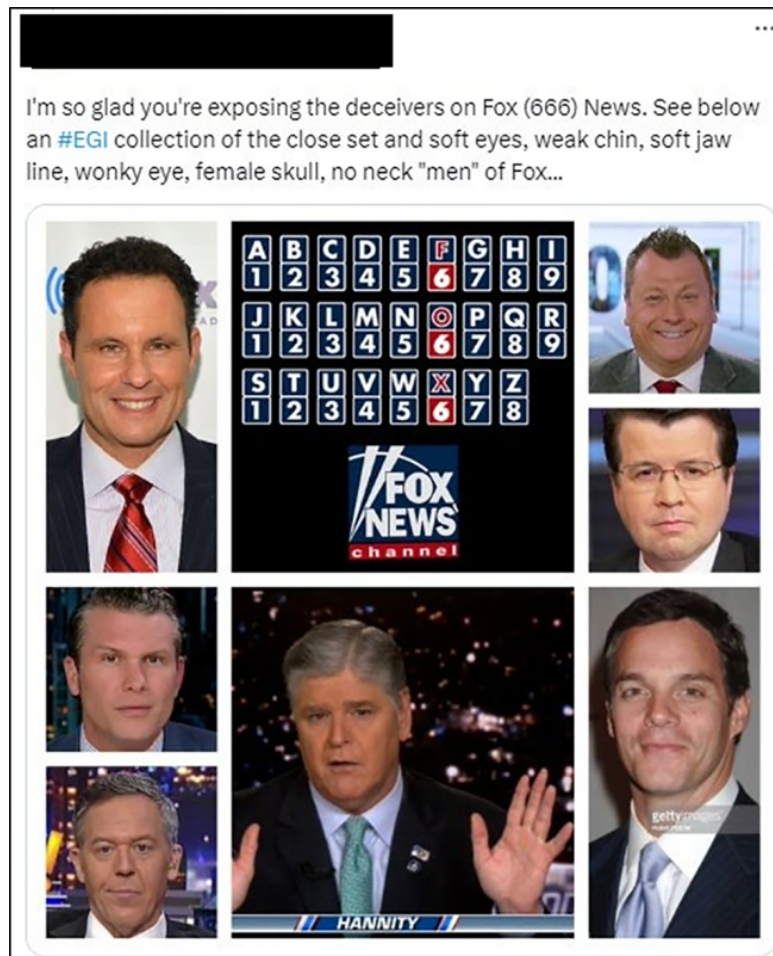 I'm so glad you're exposing the deceivers on Fox (666) News. See below
an #EGI collection of the close set and soft eyes, weak chin, soft jaw
line, wonky eye, female skull, no neck "men" of Fox...
A B C D E F G H I
1 2 3 4 5 6 7 8 9
J K L M N O P Q R
1 2 3 4 5 6 7 8 9
S T U V W X Y Z
1 2 3 4 5 6 7 8
FOX
NEWS
channel
HANNITY
gettyimages